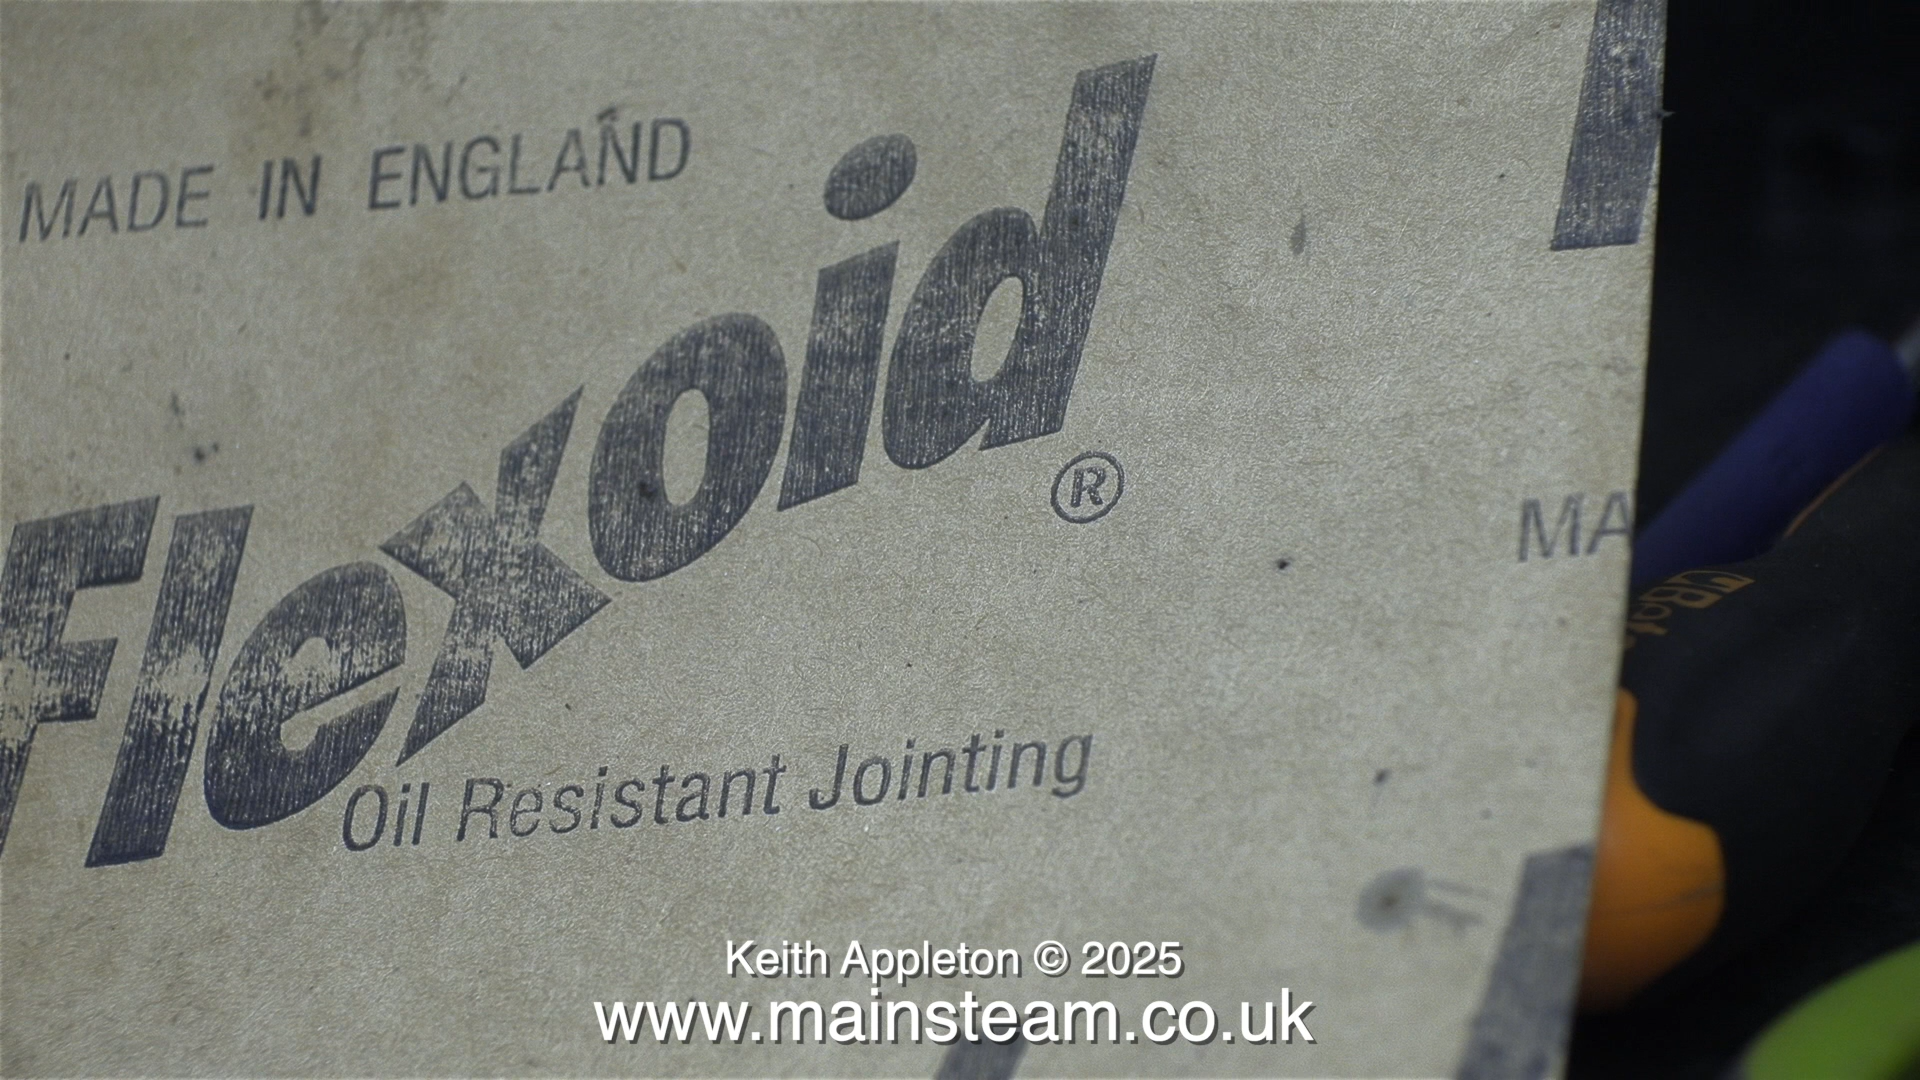 MADE IN ENGLAND
Flexoid®
Oil Resistant Jointing
MA
Keith Appleton © 2025
www.mainsteam.co.uk